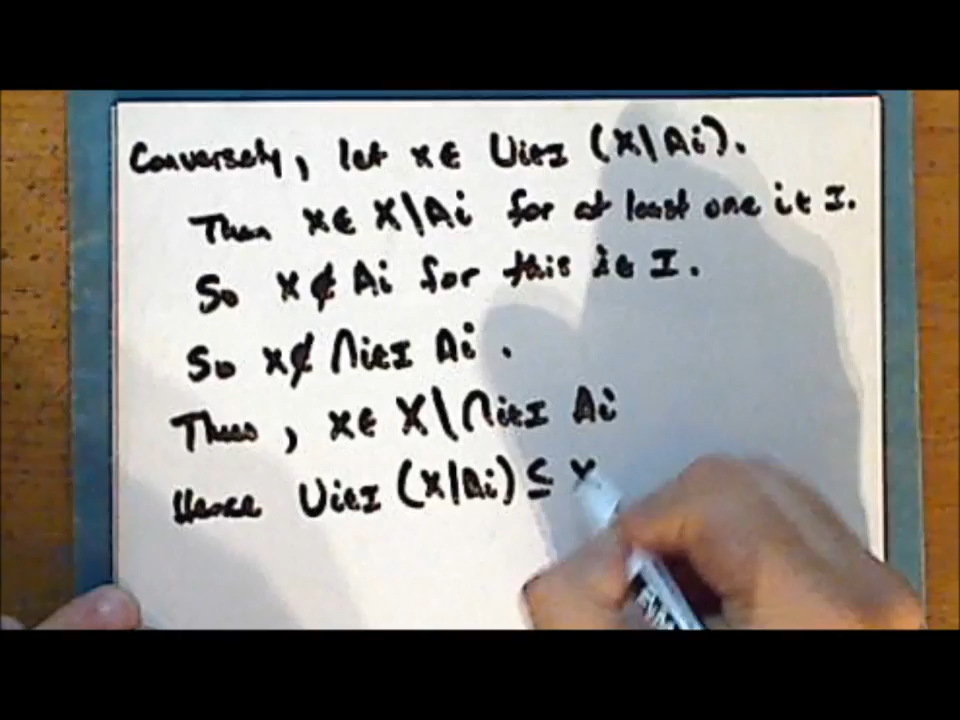 Conversely, let x∈ ∪i∈I (X\Ai).
Then x∈ X\Ai for at least one i∈ I.
So x∉ Ai for this i∈ I.
So x∉ ∩i∈I Ai.
Thus, x∈ X\∩i∈I Ai
Hence ∪i∈I (X\Ai) ⊆ X